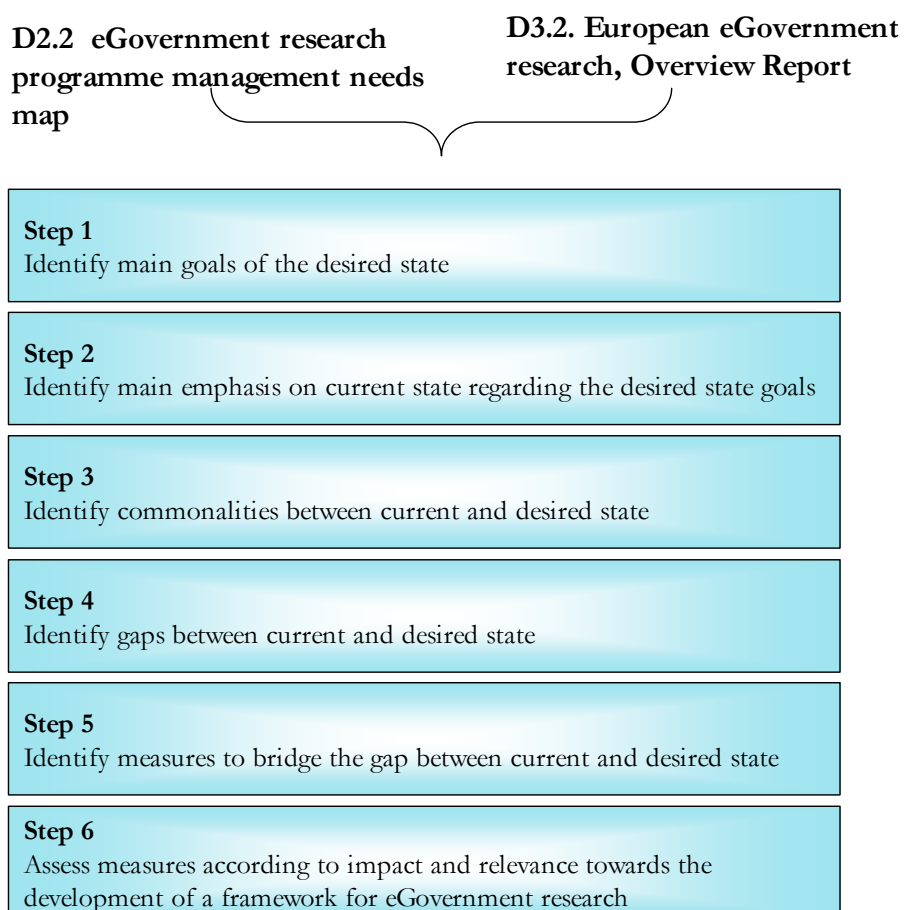 D2.2 eGovernment research
programme management needs
map
D3.2. European eGovernment
research, Overview Report
Step 1
Identify main goals of the desired state
Step 2
Identify main emphasis on current state regarding the desired state goals
Step 3
Identify commonalities between current and desired state
Step 4
Identify gaps between current and desired state
Step 5
Identify measures to bridge the gap between current and desired state
Step 6
Assess measures according to impact and relevance towards the
development of a framework for eGovernment research